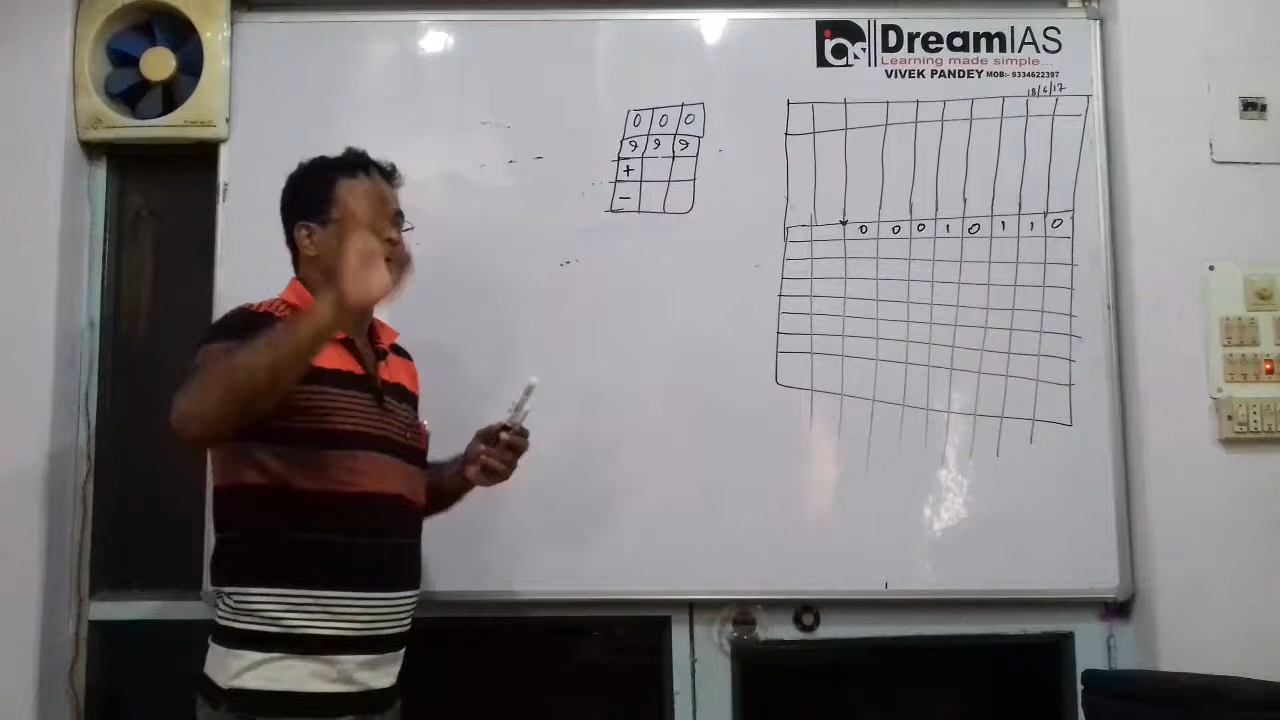 DreamIAS
Learning made simple...
VIVEK PANDEY MOB:- 9334622397
18/6/17
0 0 0
9 9 9
+
-
0 0 0 1 0 1 1 0